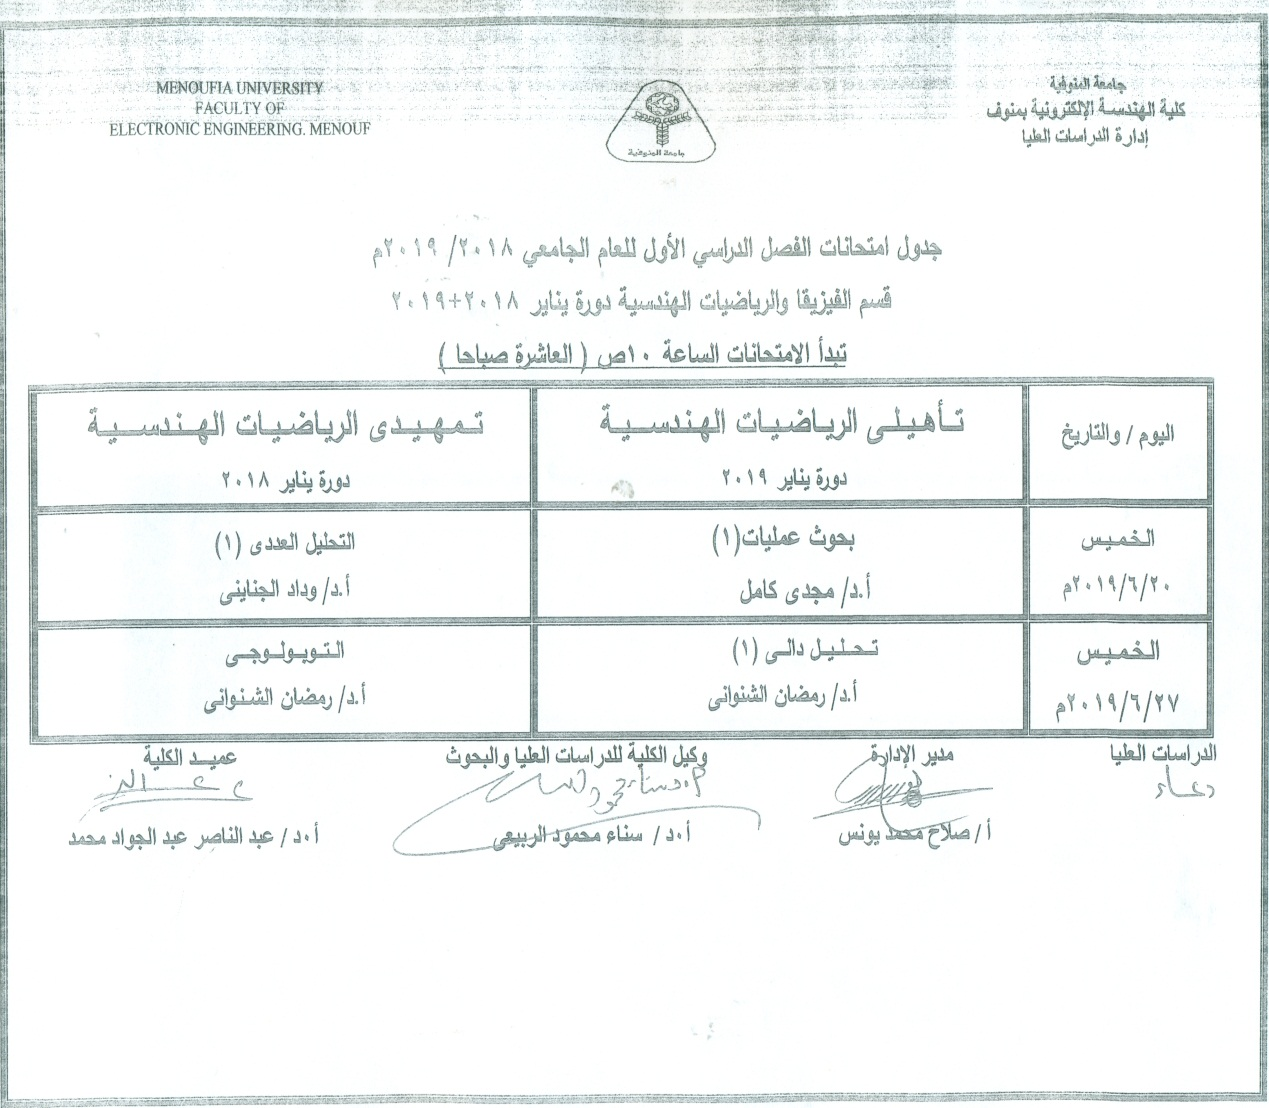 MENOUFIA UNIVERSITY
FACULTY OF
ELECTRONIC ENGINEERING. MENOUF
جامعة المنوفية
جامعة المنوفية
كلية الهندسة الإلكترونية بمنوف
إدارة الدراسات العليا
جدول امتحانات الفصل الدراسي الأول للعام الجامعي ٢٠١٨/ ٢٠١٩م
قسم الفيزيقا والرياضيات الهندسية دورة يناير ٢٠١٨+٢٠١٩
تبدأ الامتحانات الساعة ١٠ص ( العاشرة صباحا )
اليوم / والتاريخ
تأهيلى الرياضيات الهندسية
دورة يناير ٢٠١٩
تمهيدى الرياضيات الهندسية
دورة يناير ٢٠١٨
الخميس
٢٠١٩/٦/٢٠م
بحوث عمليات(١)
أ.د/ مجدى كامل
التحليل العددى (١)
أ.د/ وداد الجناينى
الخميس
٢٠١٩/٦/٢٧م
تحليل دالى (١)
أ.د/ رمضان الشنوانى
التوبولوجى
أ.د/ رمضان الشنوانى
الدراسات العليا
دعاء
مدير الإدارة
أ/ صلاح محمد يونس
وكيل الكلية للدراسات العليا والبحوث
أ.د/ سناء محمود الربيعى
عميد الكلية
أ.د/ عبد الناصر عبد الجواد محمد